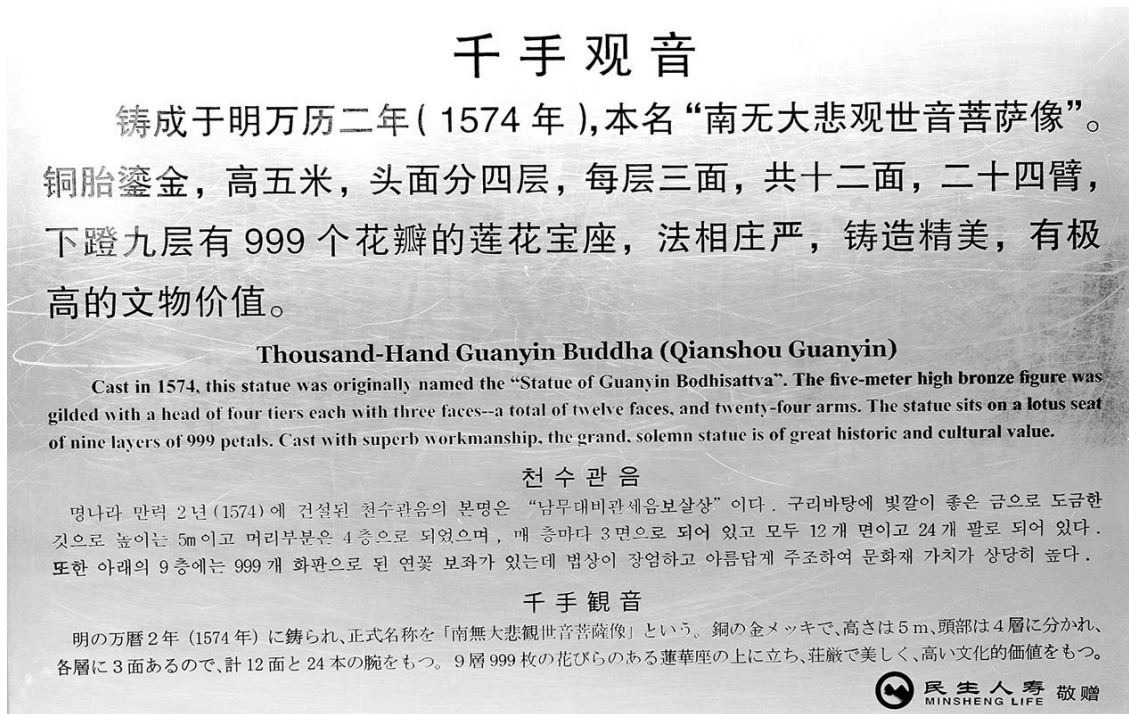 千手观音
铸成于明万历二年(1574年),本名“南无大悲观世音菩萨像”。
铜胎鎏金，高五米，头面分四层，每层三面，共十二面，二十四臂，
下蹬九层有999个花瓣的莲花宝座，法相庄严，铸造精美，有极
高的文物价值。
Thousand-Hand Guanyin Buddha (Qianshou Guanyin)
Cast in 1574, this statue was originally named the “Statue of Guanyin Bodhisattva”. The five-meter high bronze figure was
gilded with a head of four tiers each with three faces--a total of twelve faces, and twenty-four arms. The statue sits on a lotus seat
of nine layers of 999 petals. Cast with superb workmanship, the grand, solemn statue is of great historic and cultural value.
천수관음
명나라 만력 2년(1574)에 건설된 천수관음의 본명은 “남무대비관세음보살상”이다. 구리바탕에 빛깔이 좋은 금으로 도금한
것으로 높이는 5m이고 머리부분은 4층으로 되었으며, 매 층마다 3면으로 되어 있고 모두 12개 면이고 24개 팔로 되어 있다.
또한 아래의 9층에는 999개 화판으로 된 연꽃 보좌가 있는데 법상이 장엄하고 아름답게 주조하여 문화재 가치가 상당히 높다.
千手観音
明の万暦2年(1574年)に鋳られ、正式名称を「南無大悲観世音菩薩像」という。銅の金メッキで、高さは5m、頭部は4層に分かれ、
各層に3面あるので、計12面と24本の腕をもつ。9層999枚の花びらのある蓮華座の上に立ち、荘厳で美しく、高い文化的価値をもつ。
民生人寿 敬赠
MINSHENG LIFE